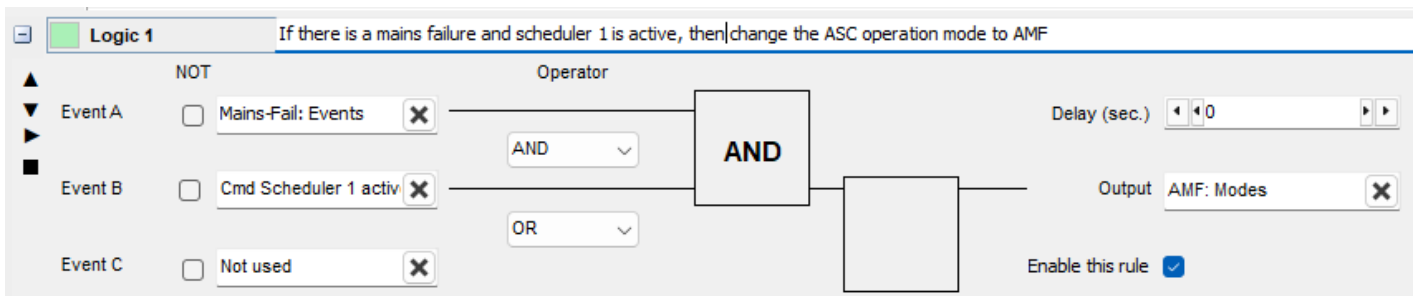 Logic 1 If there is a mains failure and scheduler 1 is active, then change the ASC operation mode to AMF
NOT Operator
Event A Mains-Fail: Events Delay (sec.) 0
AND AND
Event B Cmd Scheduler 1 activ Output AMF: Modes
OR
Event C Not used Enable this rule